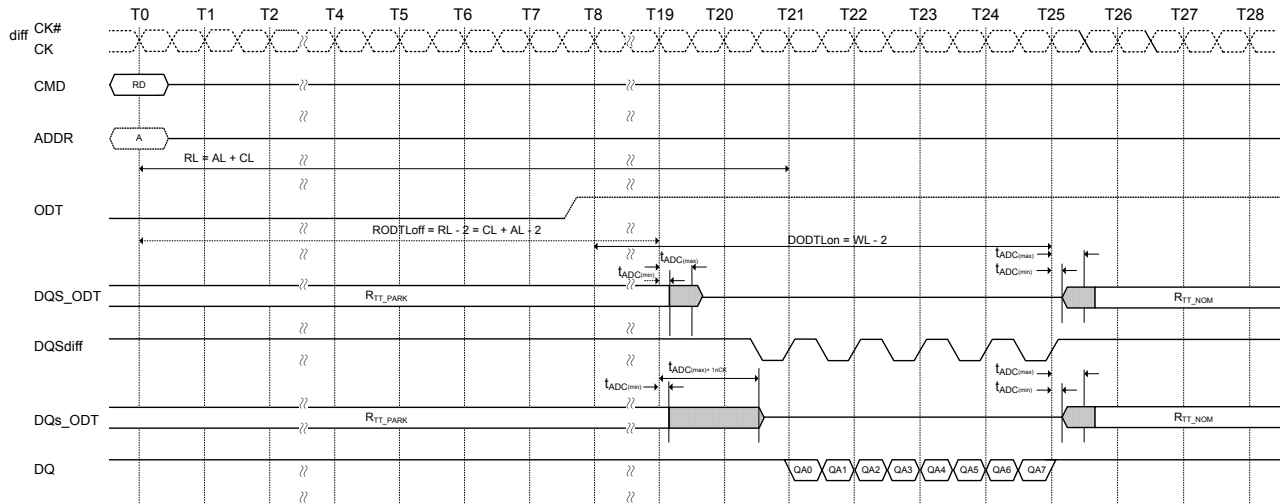 T0 T1 T2 T4 T5 T6 T7 T8 T19 T20 T21 T22 T23 T24 T25 T26 T27 T28
diff CK#
CK
CMD RD
ADDR A
RL = AL + CL
ODT
RODTLoff = RL - 2 = CL + AL - 2
DODTLon = WL - 2
tADC(max) tADC(max)
tADC(min) tADC(min)
DQS_ODT RTT_PARK RTT_NOM
DQSdiff
tADC(max)+ 1nCK tADC(max)
tADC(min) tADC(min)
DQs_ODT RTT_PARK RTT_NOM
DQ QA0 QA1 QA2 QA3 QA4 QA5 QA6 QA7